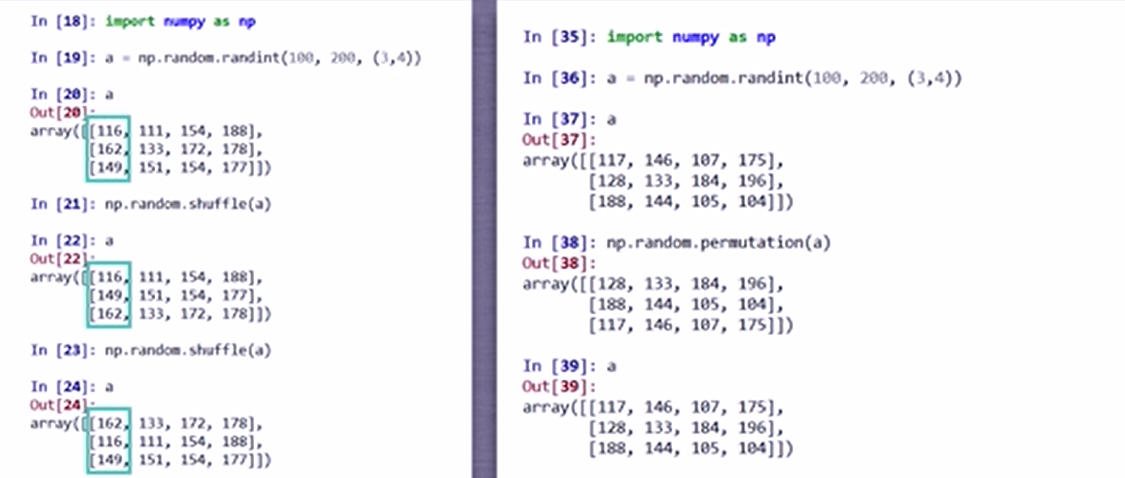 In [18]: import numpy as np
In [19]: a = np.random.randint(100, 200, (3,4))
In [20]: a
Out[20]:
array([[116, 111, 154, 188],
[162, 133, 172, 178],
[149, 151, 154, 177]])
In [21]: np.random.shuffle(a)
In [22]: a
Out[22]:
array([[116, 111, 154, 188],
[149, 151, 154, 177],
[162, 133, 172, 178]])
In [23]: np.random.shuffle(a)
In [24]: a
Out[24]:
array([[162, 133, 172, 178],
[116, 111, 154, 188],
[149, 151, 154, 177]])
In [35]: import numpy as np
In [36]: a = np.random.randint(100, 200, (3,4))
In [37]: a
Out[37]:
array([[117, 146, 107, 175],
[128, 133, 184, 196],
[188, 144, 105, 104]])
In [38]: np.random.permutation(a)
Out[38]:
array([[128, 133, 184, 196],
[188, 144, 105, 104],
[117, 146, 107, 175]])
In [39]: a
Out[39]:
array([[117, 146, 107, 175],
[128, 133, 184, 196],
[188, 144, 105, 104]])